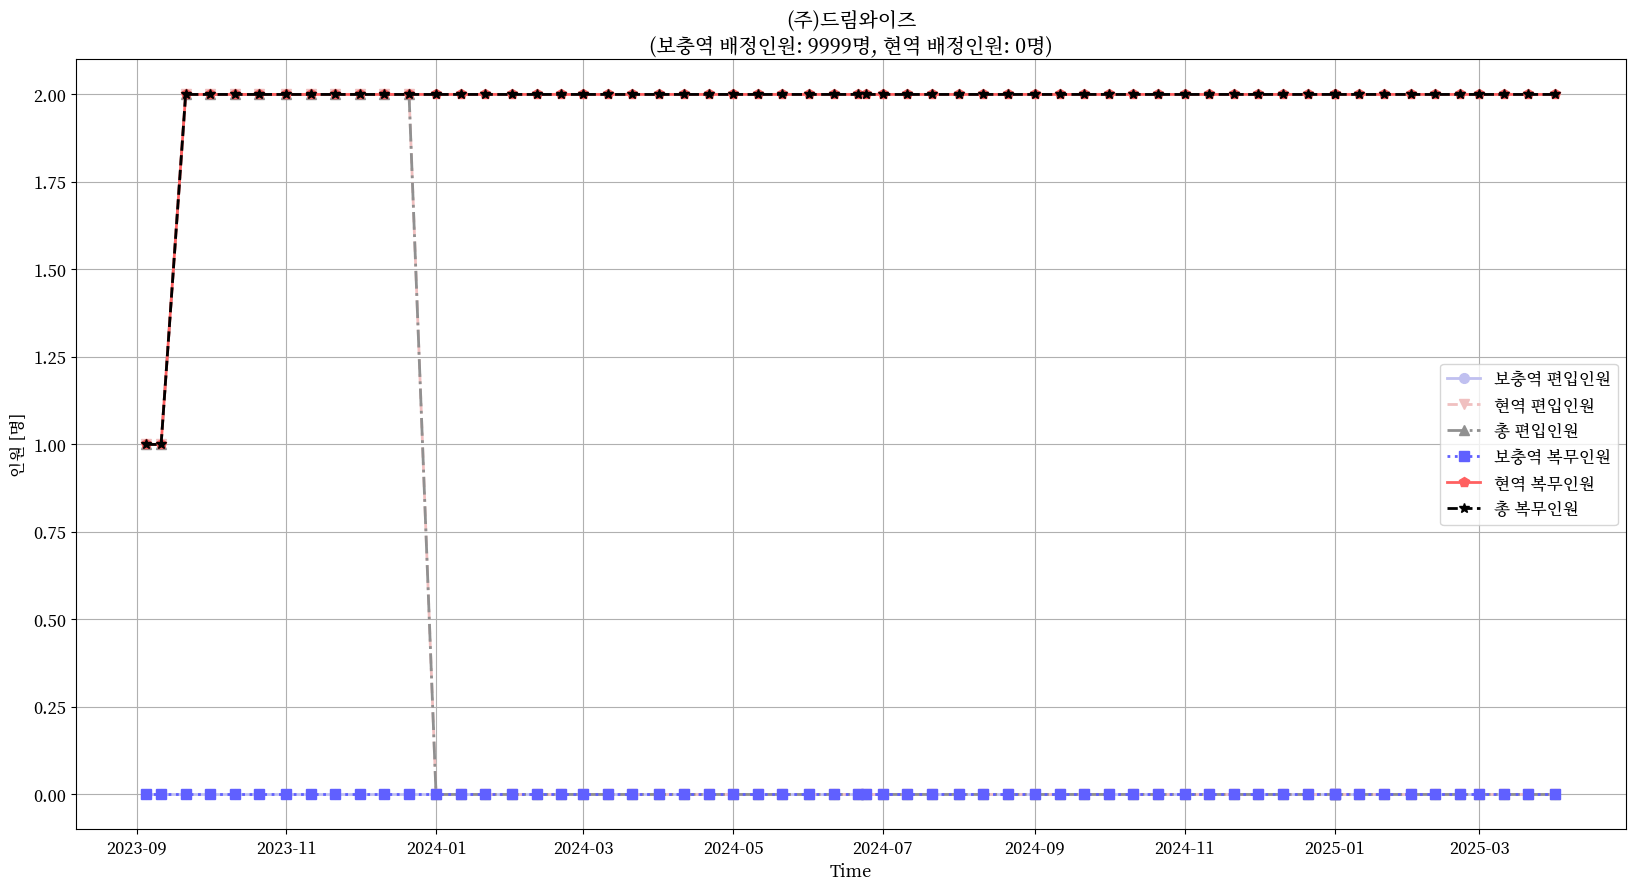 (주)드림와이즈
(보충역 배정인원: 9999명, 현역 배정인원: 0명)
2.00
1.75
1.50
1.25
1.00
0.75
0.50
0.25
0.00
인원 [명]
보충역 편입인원
현역 편입인원
총 편입인원
보충역 복무인원
현역 복무인원
총 복무인원
2023-09 2023-11 2024-01 2024-03 2024-05 2024-07 2024-09 2024-11 2025-01 2025-03
Time